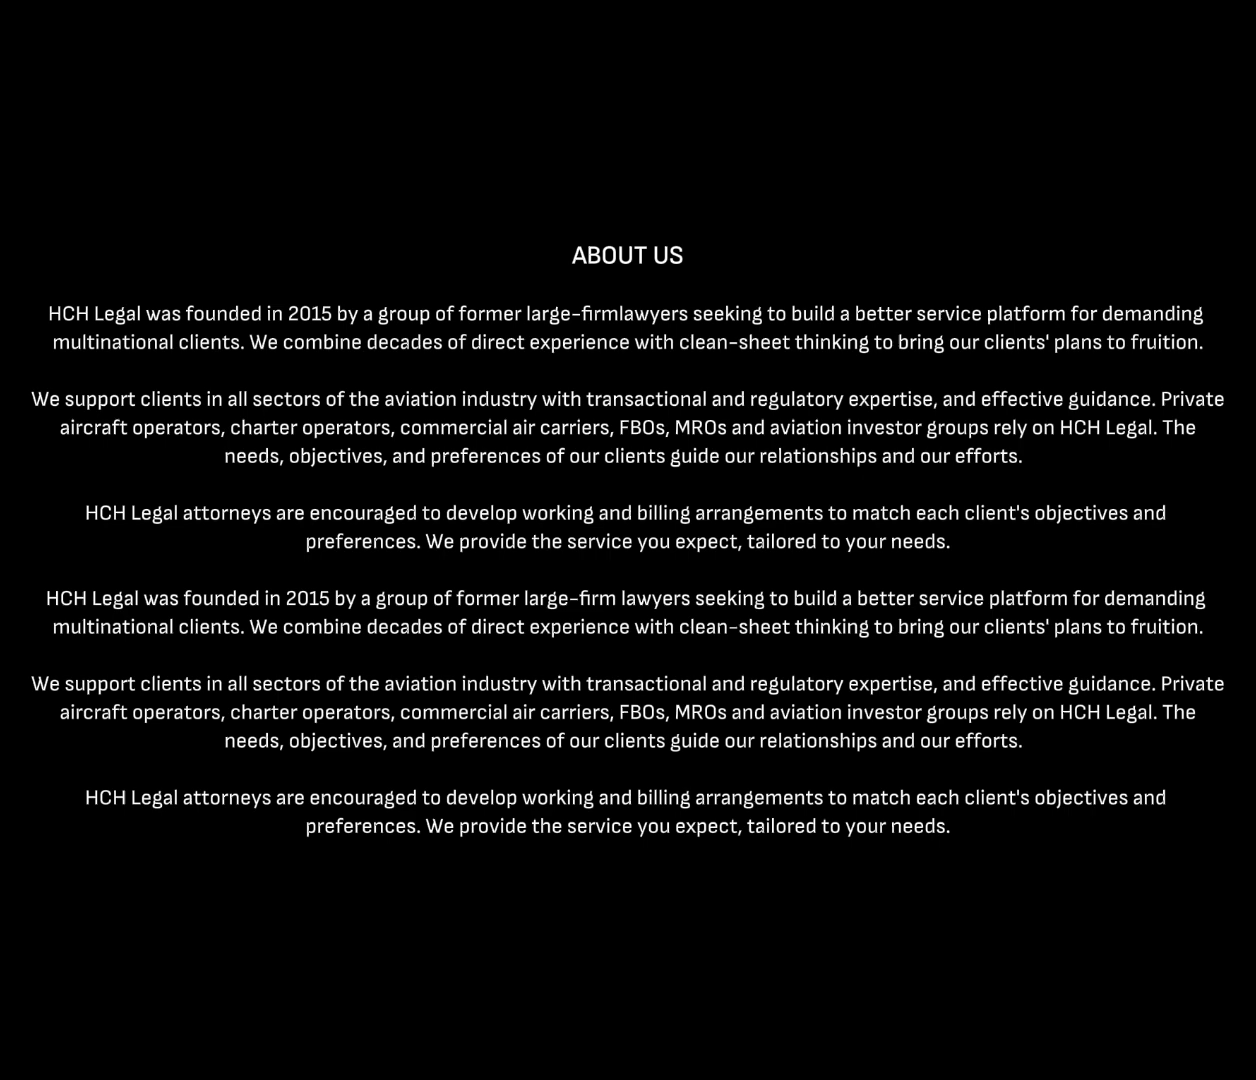 ABOUT US
HCH Legal was founded in 2015 by a group of former large-firmlawyers seeking to build a better service platform for demanding
multinational clients. We combine decades of direct experience with clean-sheet thinking to bring our clients' plans to fruition.
We support clients in all sectors of the aviation industry with transactional and regulatory expertise, and effective guidance. Private
aircraft operators, charter operators, commercial air carriers, FBOs, MROs and aviation investor groups rely on HCH Legal. The
needs, objectives, and preferences of our clients guide our relationships and our efforts.
HCH Legal attorneys are encouraged to develop working and billing arrangements to match each client's objectives and
preferences. We provide the service you expect, tailored to your needs.
HCH Legal was founded in 2015 by a group of former large-firm lawyers seeking to build a better service platform for demanding
multinational clients. We combine decades of direct experience with clean-sheet thinking to bring our clients' plans to fruition.
We support clients in all sectors of the aviation industry with transactional and regulatory expertise, and effective guidance. Private
aircraft operators, charter operators, commercial air carriers, FBOs, MROs and aviation investor groups rely on HCH Legal. The
needs, objectives, and preferences of our clients guide our relationships and our efforts.
HCH Legal attorneys are encouraged to develop working and billing arrangements to match each client's objectives and
preferences. We provide the service you expect, tailored to your needs.